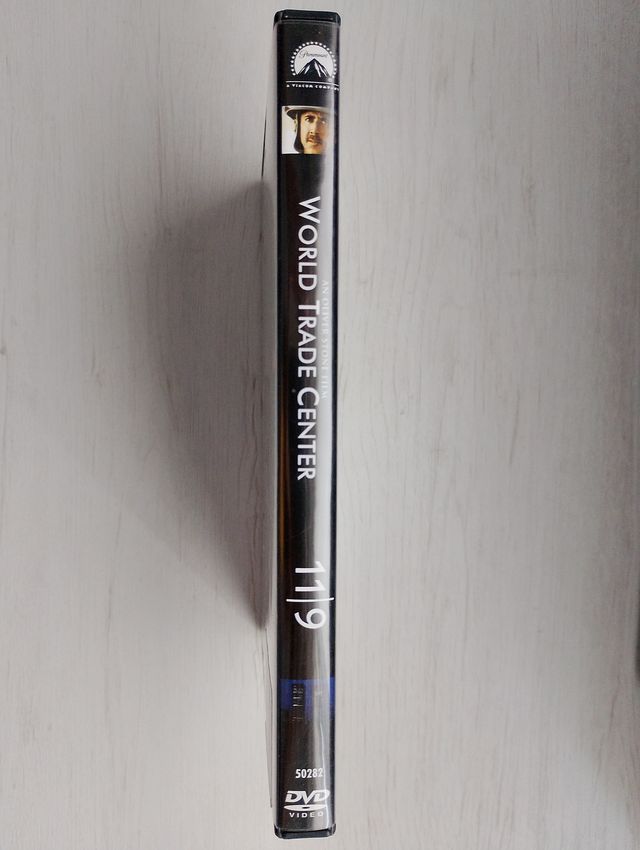 Paramount
A VIACOM COMPANY
AN OLIVER STONE FILM
WORLD TRADE CENTER
11|9
50282
DVD
VIDEO